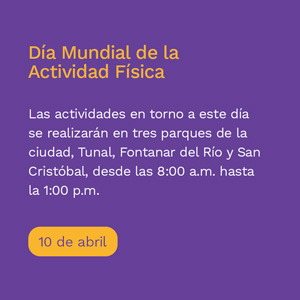 Día Mundial de la
Actividad Física
Las actividades en torno a este día
se realizarán en tres parques de la
ciudad, Tunal, Fontanar del Río y San
Cristóbal, desde las 8:00 a.m. hasta
la 1:00 p.m.
10 de abril